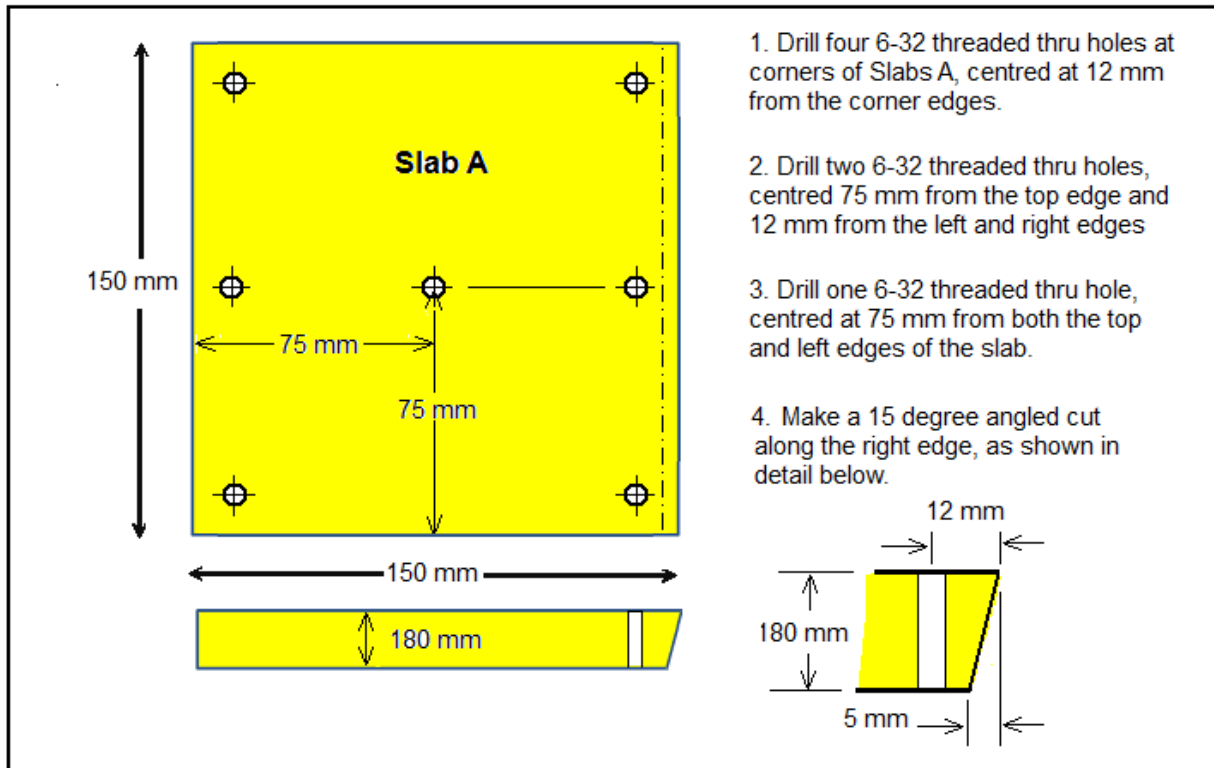 1. Drill four 6-32 threaded thru holes at
corners of Slabs A, centred at 12 mm
from the corner edges.
Slab A
2. Drill two 6-32 threaded thru holes,
centred 75 mm from the top edge and
12 mm from the left and right edges
150 mm
3. Drill one 6-32 threaded thru hole,
centred at 75 mm from both the top
and left edges of the slab.
75 mm
75 mm
4. Make a 15 degree angled cut
along the right edge, as shown in
detail below.
12 mm
150 mm
180 mm
180 mm
5 mm